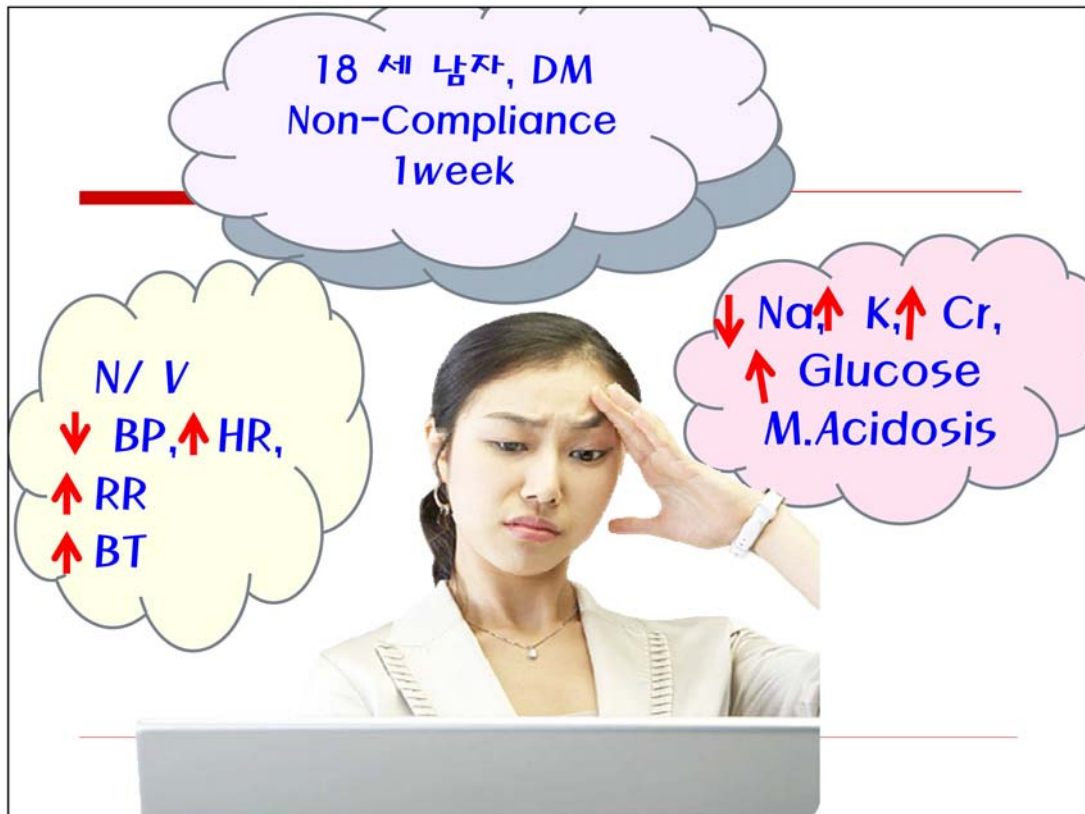 18 세 남자, DM
Non-Compliance
1week
N/ V
↓ BP,↑ HR,
↑ RR
↑ BT
↓ Na,↑ K,↑ Cr,
↑ Glucose
M.Acidosis